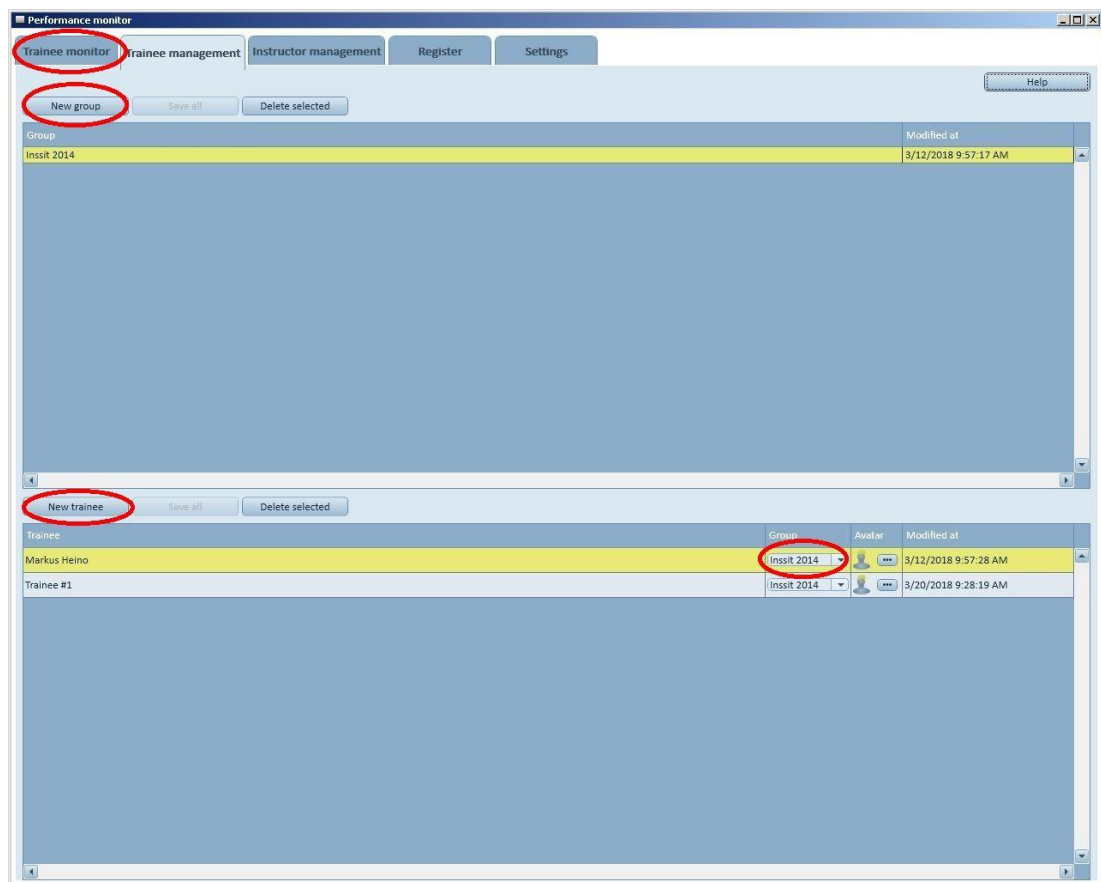 Performance monitor
Trainee monitor Trainee management Instructor management Register Settings
Help
New group Save all Delete selected
Group Modified at
Inssit 2014 3/12/2018 9:57:17 AM
New trainee Save all Delete selected
Trainee Group Avatar Modified at
Markus Heino Inssit 2014 3/12/2018 9:57:28 AM
Trainee #1 Inssit 2014 3/20/2018 9:28:19 AM